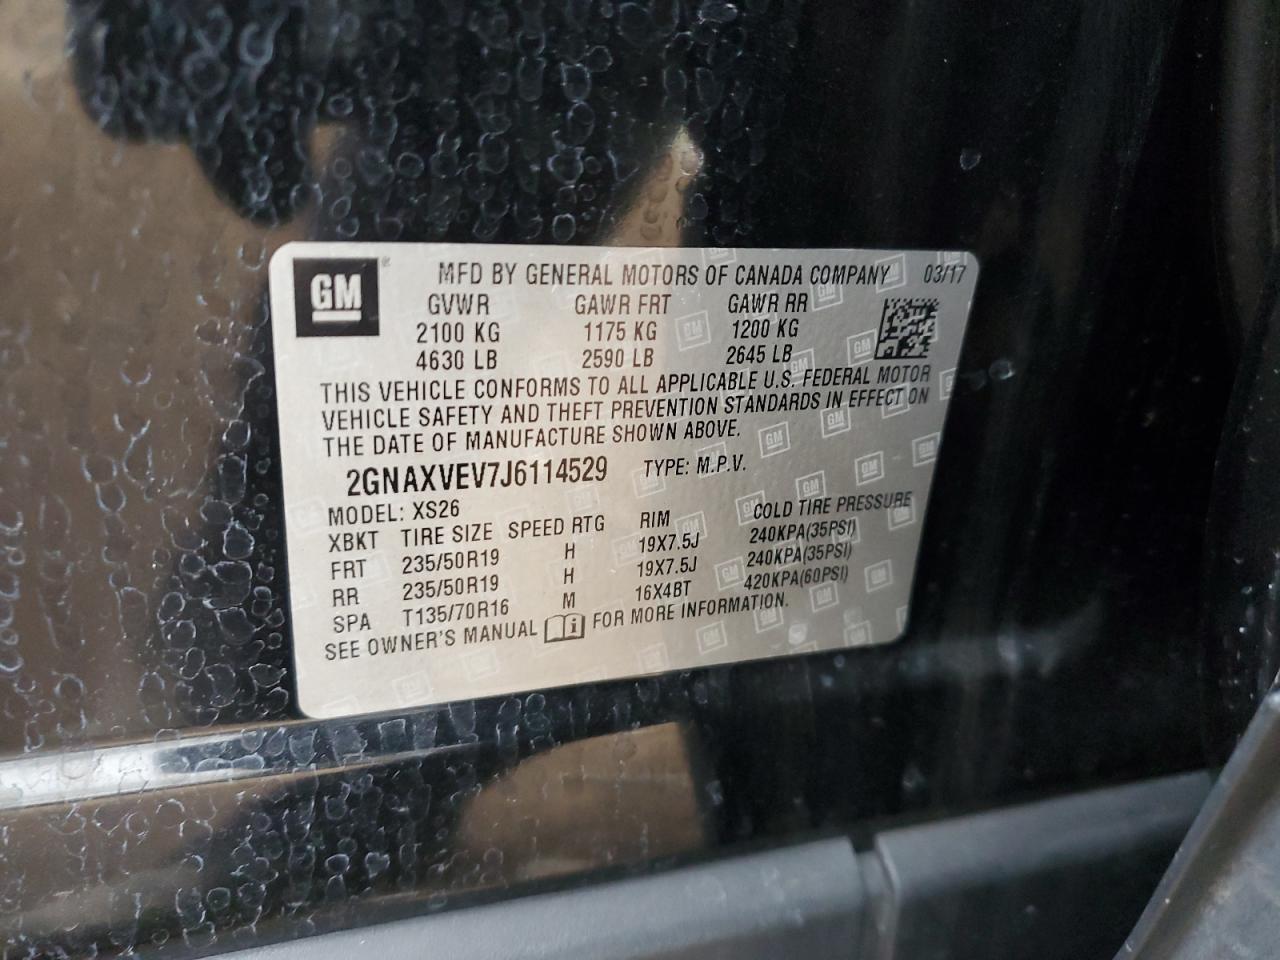 GM® MFD BY GENERAL MOTORS OF CANADA COMPANY 03/17
GVWR GAWR FRT GAWR RR
2100 KG 1175 KG 1200 KG
4630 LB 2590 LB 2645 LB
THIS VEHICLE CONFORMS TO ALL APPLICABLE U.S. FEDERAL MOTOR
VEHICLE SAFETY AND THEFT PREVENTION STANDARDS IN EFFECT ON
THE DATE OF MANUFACTURE SHOWN ABOVE.
2GNAXVEV7J6114529 TYPE: M.P.V.
MODEL: XS26
XBKT TIRE SIZE SPEED RTG RIM COLD TIRE PRESSURE
FRT 235/50R19 H 19X7.5J 240KPA(35PSI)
RR 235/50R19 H 19X7.5J 240KPA(35PSI)
SPA T135/70R16 M 16X4BT 420KPA(60PSI)
SEE OWNER'S MANUAL FOR MORE INFORMATION.